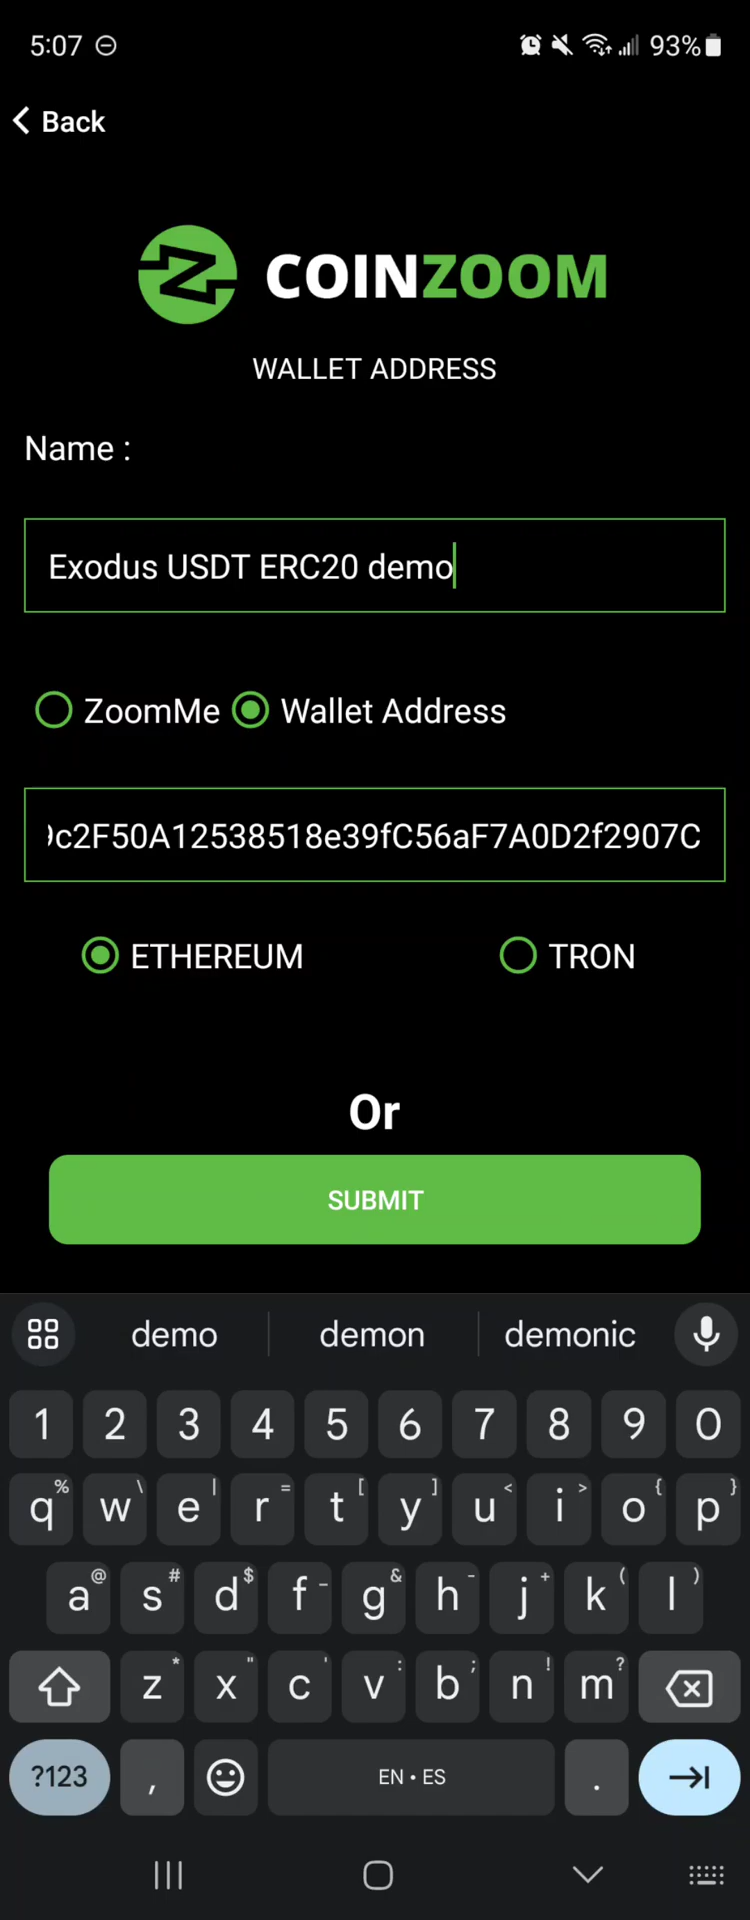 5:07 93%
Back
COINZOOM
WALLET ADDRESS
Name :
Exodus USDT ERC20 demo
ZoomMe Wallet Address
c2F50A12538518e39fC56aF7A0D2f2907C
ETHEREUM TRON
Or
SUBMIT
demo demon demonic
1 2 3 4 5 6 7 8 9 0
q% w\ e| r= t[ y] u< i> o{ p}
a@ s# d$ f_ g& h- j+ k( l)
z* x" c' v: b; n! m?
?123 , EN • ES .